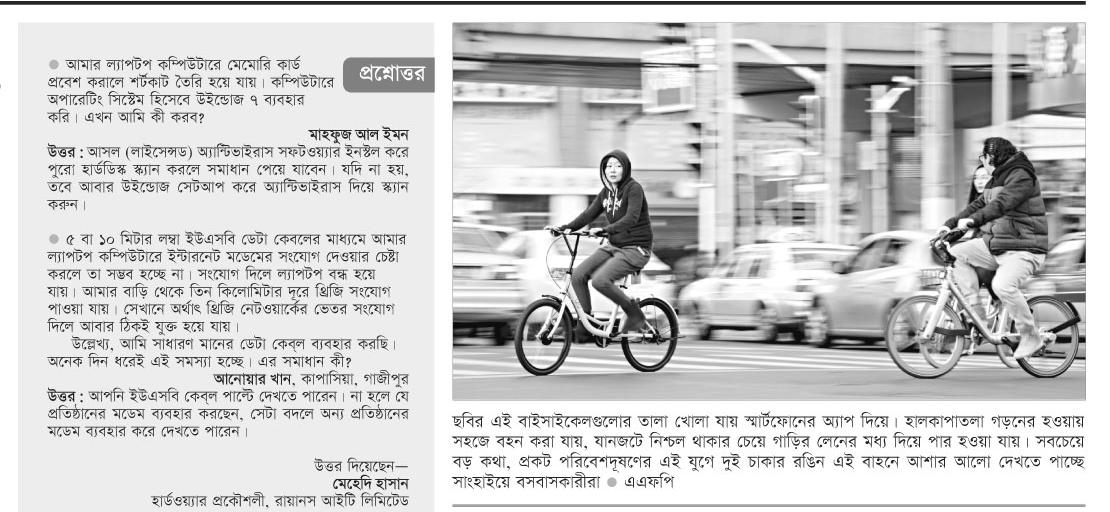 প্রশ্নোত্তর
● আমার ল্যাপটপ কম্পিউটারে মেমোরি কার্ড
প্রবেশ করালে শর্টকাট তৈরি হয়ে যায়। কম্পিউটারে
অপারেটিং সিস্টেম হিসেবে উইন্ডোজ ৭ ব্যবহার
করি। এখন আমি কী করব?
মাহফুজ আল ইমন
উত্তর : আসল (লাইসেন্সড) অ্যান্টিভাইরাস সফটওয়্যার ইনস্টল করে
পুরো হার্ডডিস্ক স্ক্যান করলে সমাধান পেয়ে যাবেন। যদি না হয়,
তবে আবার উইন্ডোজ সেটআপ করে অ্যান্টিভাইরাস দিয়ে স্ক্যান
করুন।
● ৫ বা ১০ মিটার লম্বা ইউএসবি ডেটা কেবলের মাধ্যমে আমার
ল্যাপটপ কম্পিউটারে ইন্টারনেট মডেমের সংযোগ দেওয়ার চেষ্টা
করলে তা সম্ভব হচ্ছে না। সংযোগ দিলে ল্যাপটপ বন্ধ হয়ে
যায়। আমার বাড়ি থেকে তিন কিলোমিটার দূরে থ্রিজি সংযোগ
পাওয়া যায়। সেখানে অর্থাৎ থ্রিজি নেটওয়ার্কের ভেতর সংযোগ
দিলে আবার ঠিকই যুক্ত হয়ে যায়।
উল্লেখ্য, আমি সাধারণ মানের ডেটা কেব্‌ল ব্যবহার করছি।
অনেক দিন ধরেই এই সমস্যা হচ্ছে। এর সমাধান কী?
আনোয়ার খান, কাপাসিয়া, গাজীপুর
উত্তর : আপনি ইউএসবি কেব্‌ল পাল্টে দেখতে পারেন। না হলে যে
প্রতিষ্ঠানের মডেম ব্যবহার করছেন, সেটা বদলে অন্য প্রতিষ্ঠানের
মডেম ব্যবহার করে দেখতে পারেন।
উত্তর দিয়েছেন—
মেহেদি হাসান
হার্ডওয়্যার প্রকৌশলী, রায়ানস আইটি লিমিটেড
ছবির এই বাইসাইকেলগুলোর তালা খোলা যায় স্মার্টফোনের অ্যাপ দিয়ে। হালকাপাতলা গড়নের হওয়ায়
সহজে বহন করা যায়, যানজটে নিশ্চল থাকার চেয়ে গাড়ির লেনের মধ্য দিয়ে পার হওয়া যায়। সবচেয়ে
বড় কথা, প্রকট পরিবেশদূষণের এই যুগে দুই চাকার রঙিন এই বাহনে আশার আলো দেখতে পাচ্ছে
সাংহাইয়ে বসবাসকারীরা ● এএফপি